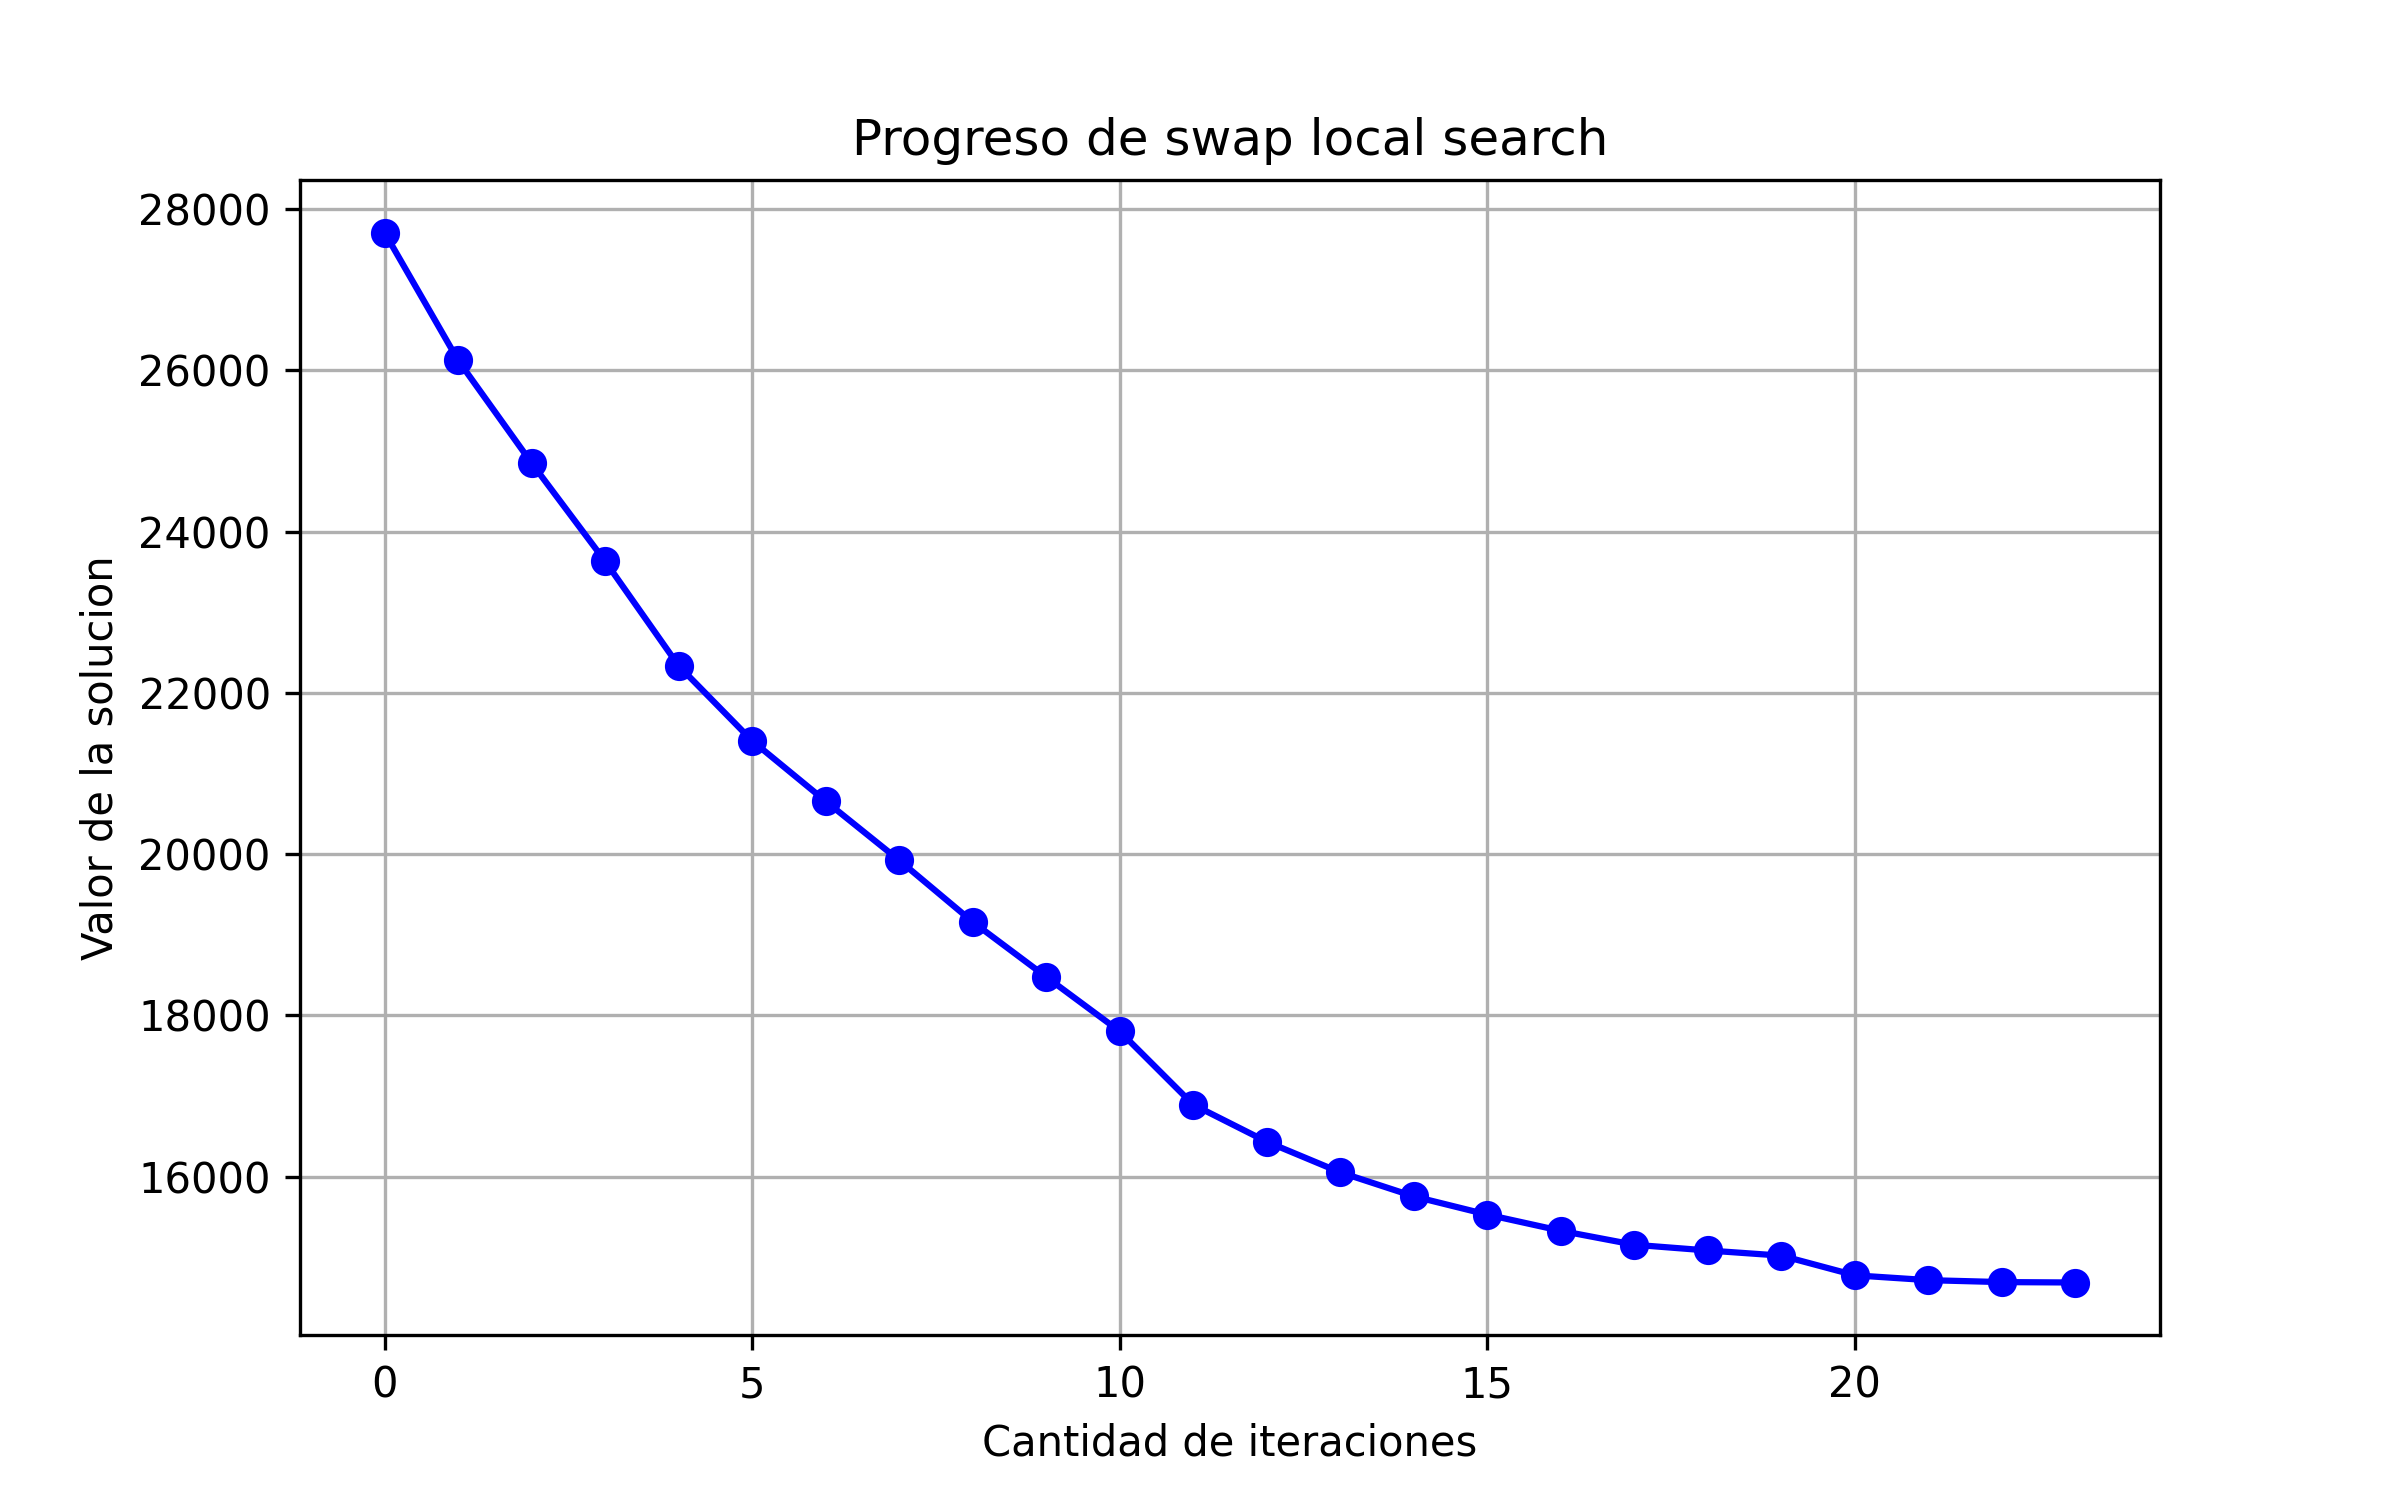 Progreso de swap local search
28000
26000
24000
22000
20000
18000
16000
Valor de la solucion
0 5 10 15 20
Cantidad de iteraciones